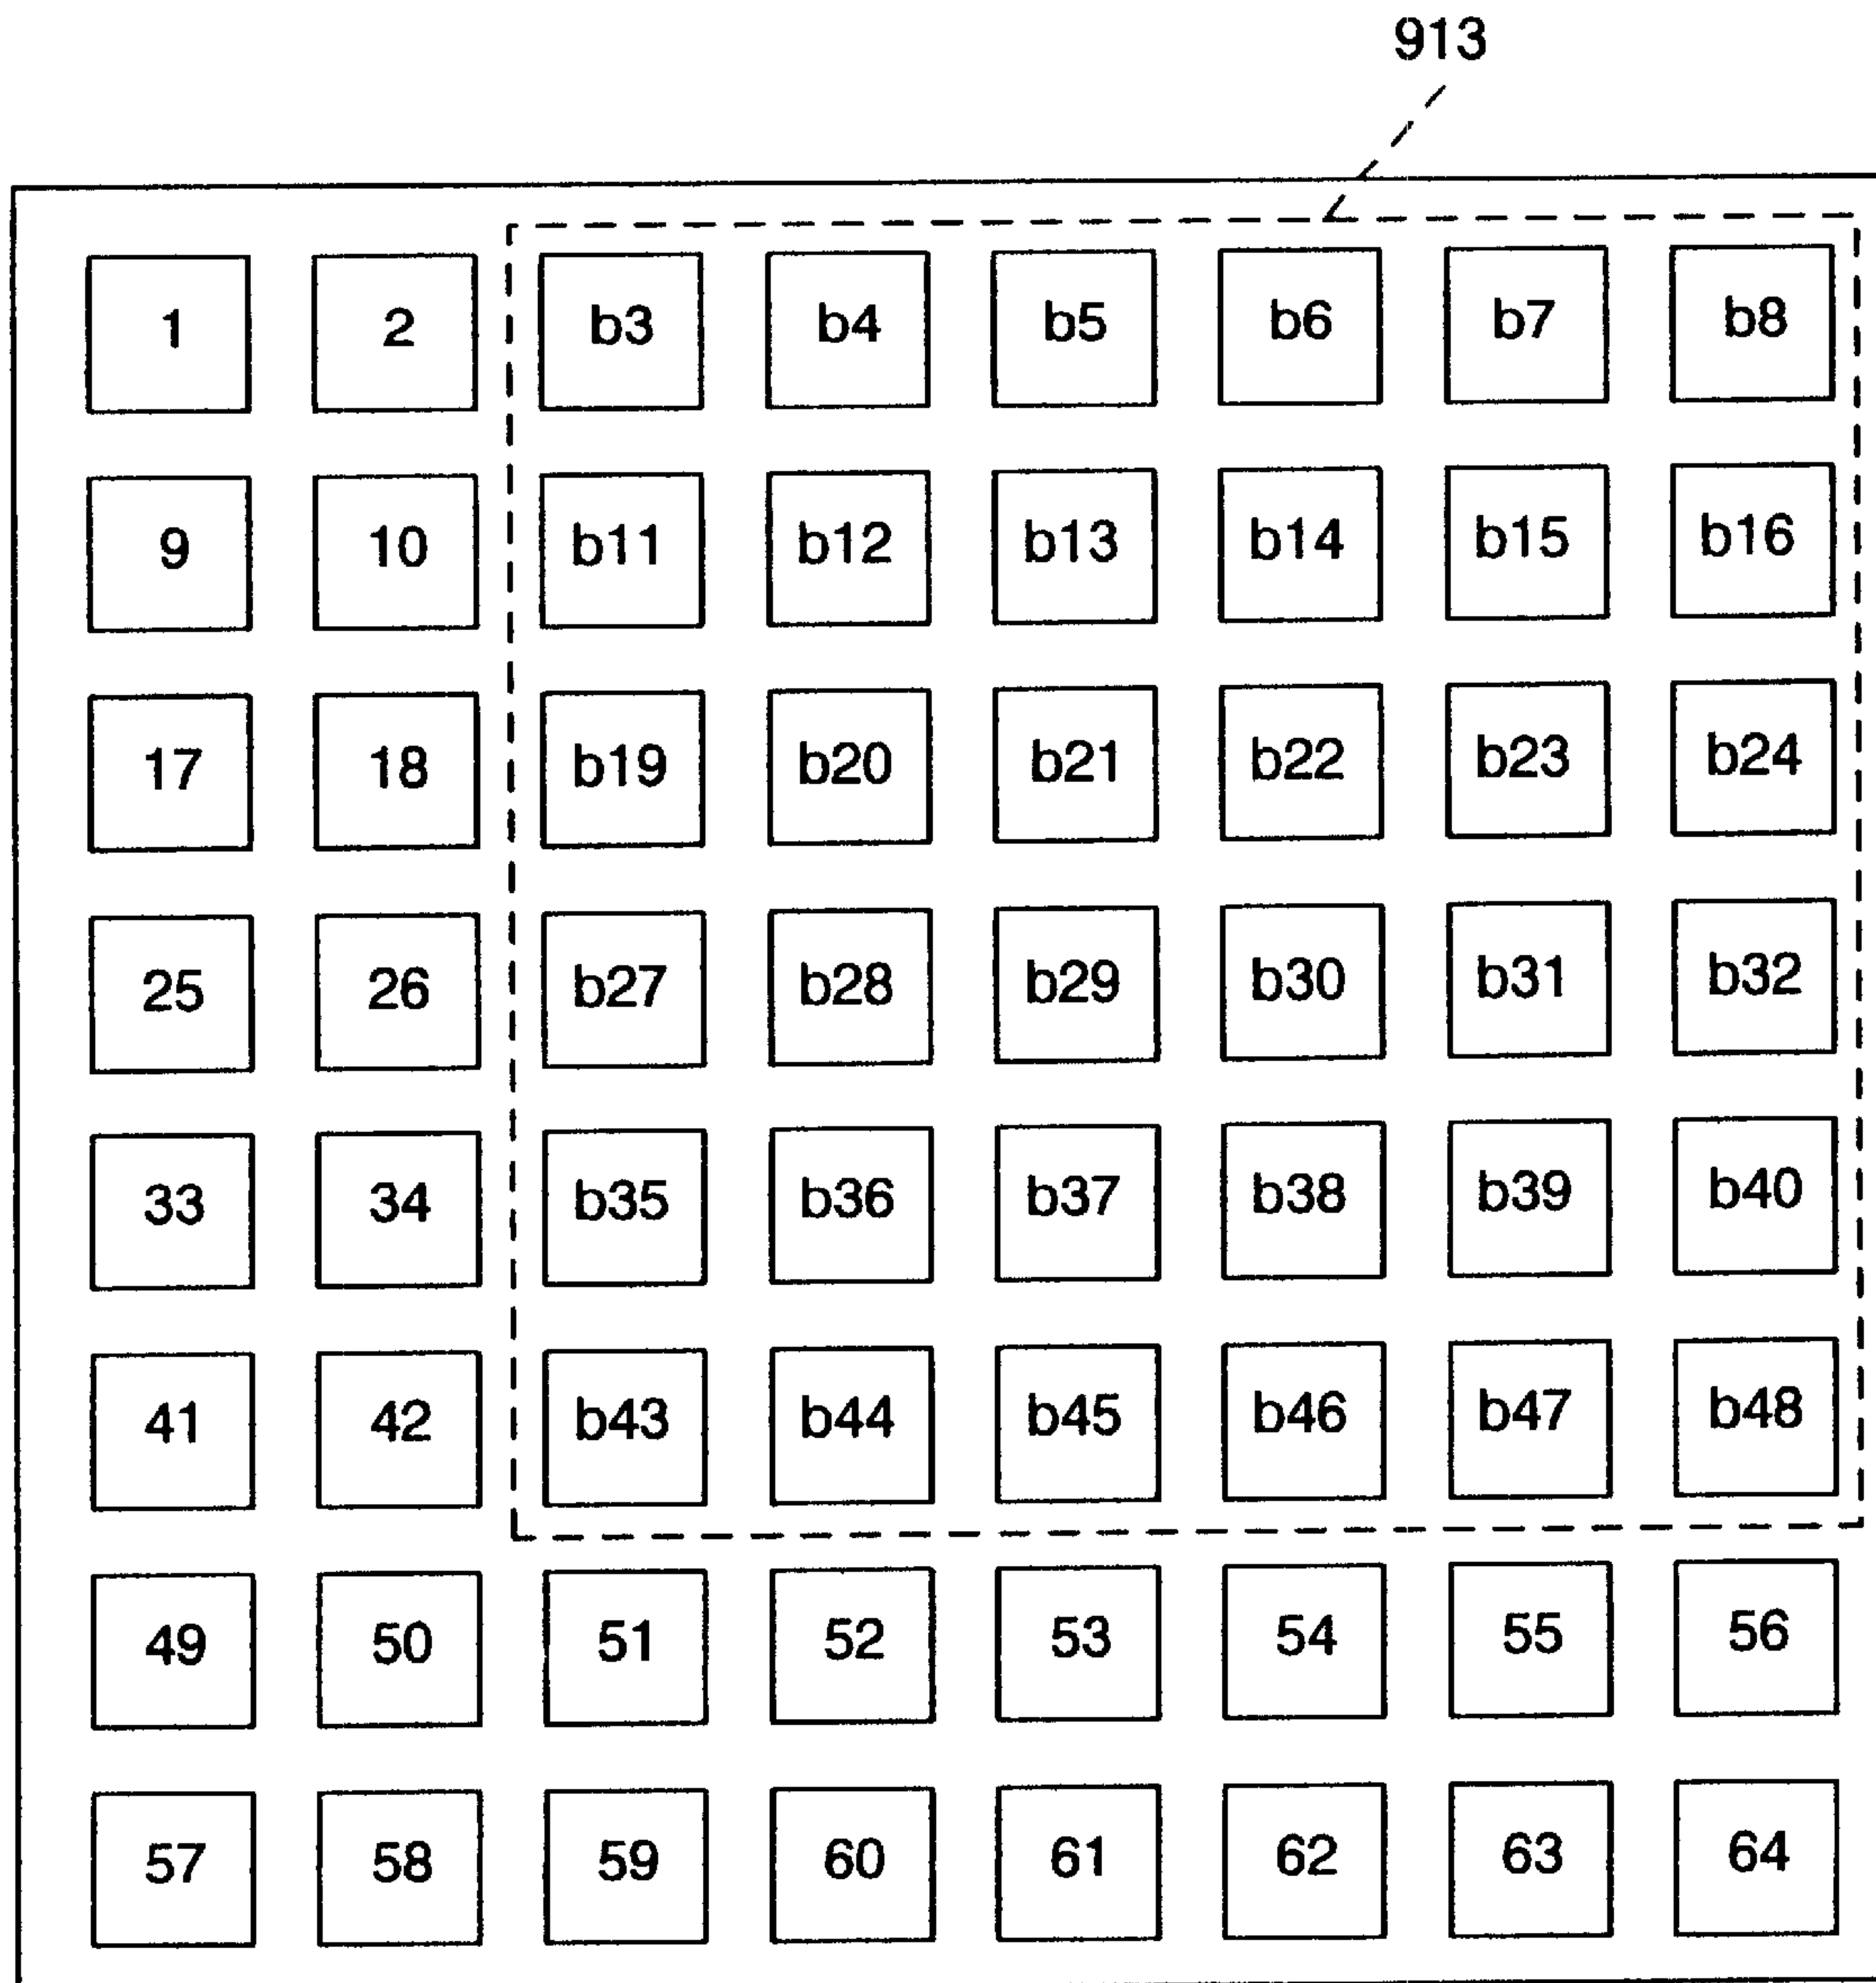 913
1 2 b3 b4 b5 b6 b7 b8
9 10 b11 b12 b13 b14 b15 b16
17 18 b19 b20 b21 b22 b23 b24
25 26 b27 b28 b29 b30 b31 b32
33 34 b35 b36 b37 b38 b39 b40
41 42 b43 b44 b45 b46 b47 b48
49 50 51 52 53 54 55 56
57 58 59 60 61 62 63 64